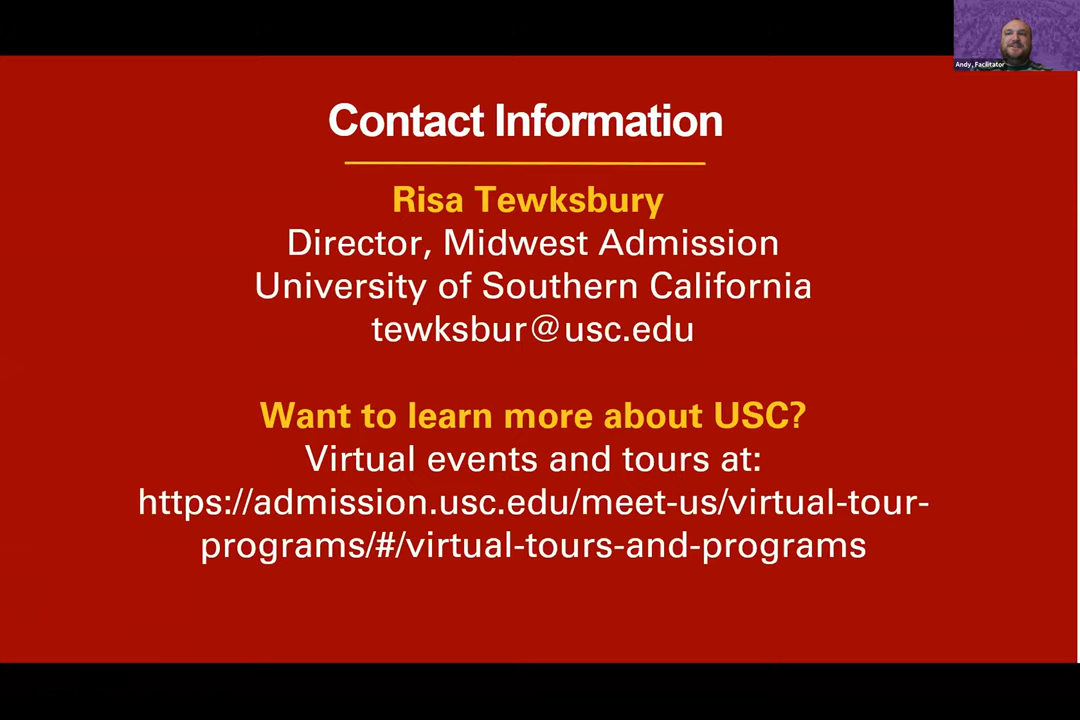 Andy, Facilitator
Contact Information
Risa Tewksbury
Director, Midwest Admission
University of Southern California
tewksbur@usc.edu
Want to learn more about USC?
Virtual events and tours at:
https://admission.usc.edu/meet-us/virtual-tour-
programs/#/virtual-tours-and-programs